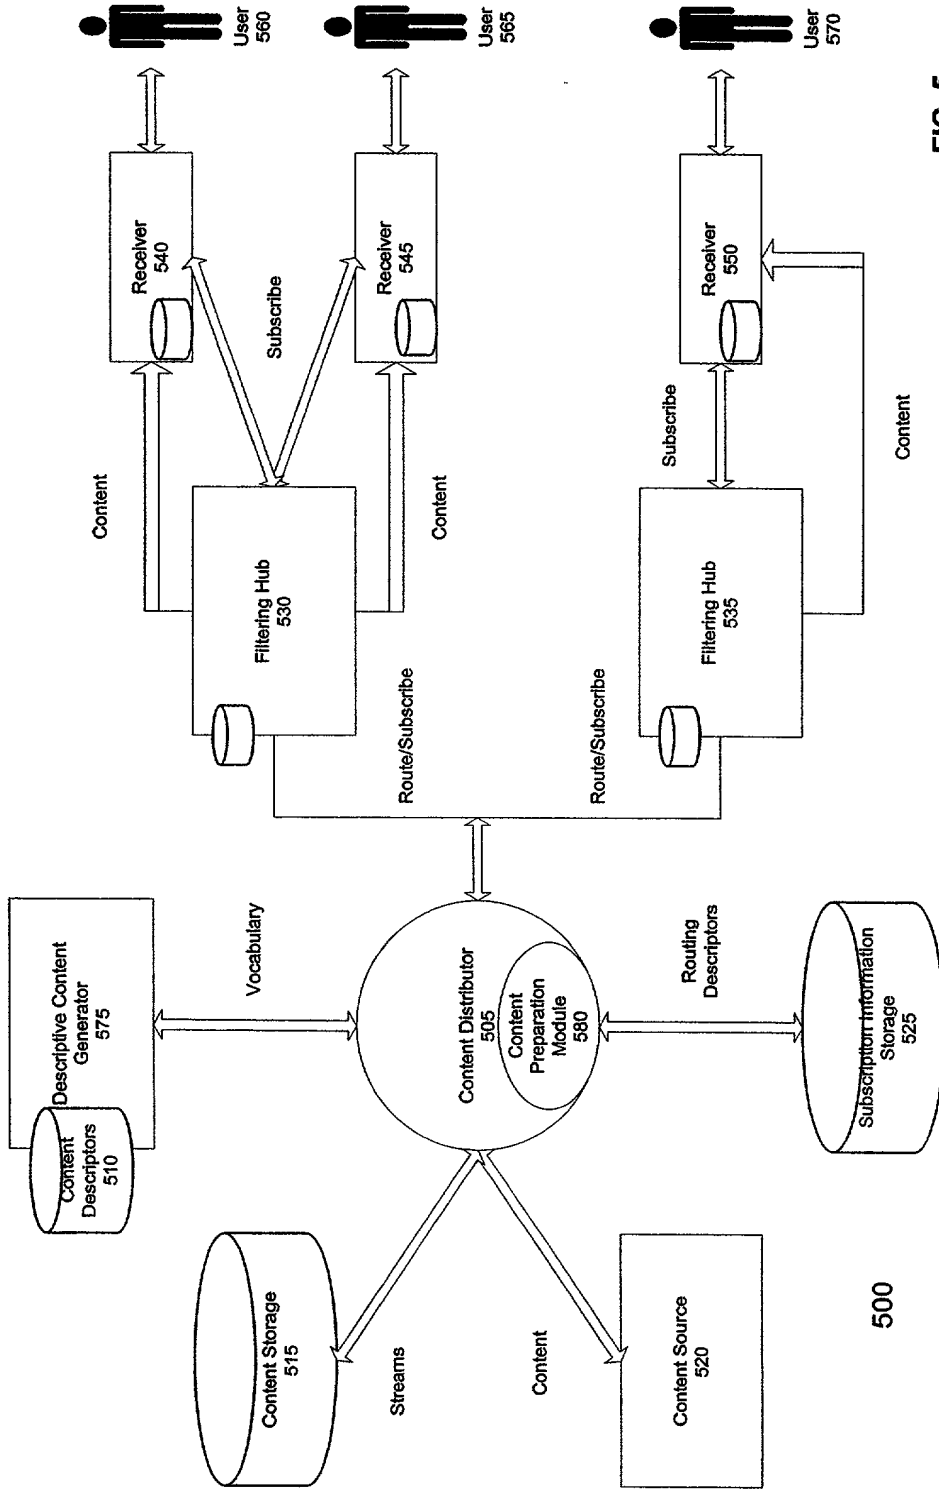 Content
Descriptors
510
Descriptive Content
Generator
575
Vocabulary
Content Storage
515
Streams
Content
Content Source
520
Content Distributor
505
Content
Preparation
Module
580
Routing
Descriptors
Subscription Information
Storage
525
Route/Subscribe
Route/Subscribe
Filtering Hub
530
Content
Content
Subscribe
Receiver
540
User
560
Receiver
545
User
565
Filtering Hub
535
Subscribe
Content
Receiver
550
User
570
500
FIG. 5